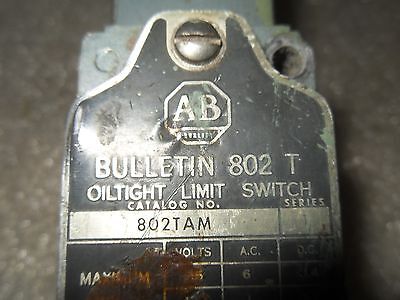 AB
QUALITY
BULLETIN 802 T
OILTIGHT LIMIT SWITCH
CATALOG NO. SERIES
802TAM
VOLTS A.C. D.C.
6